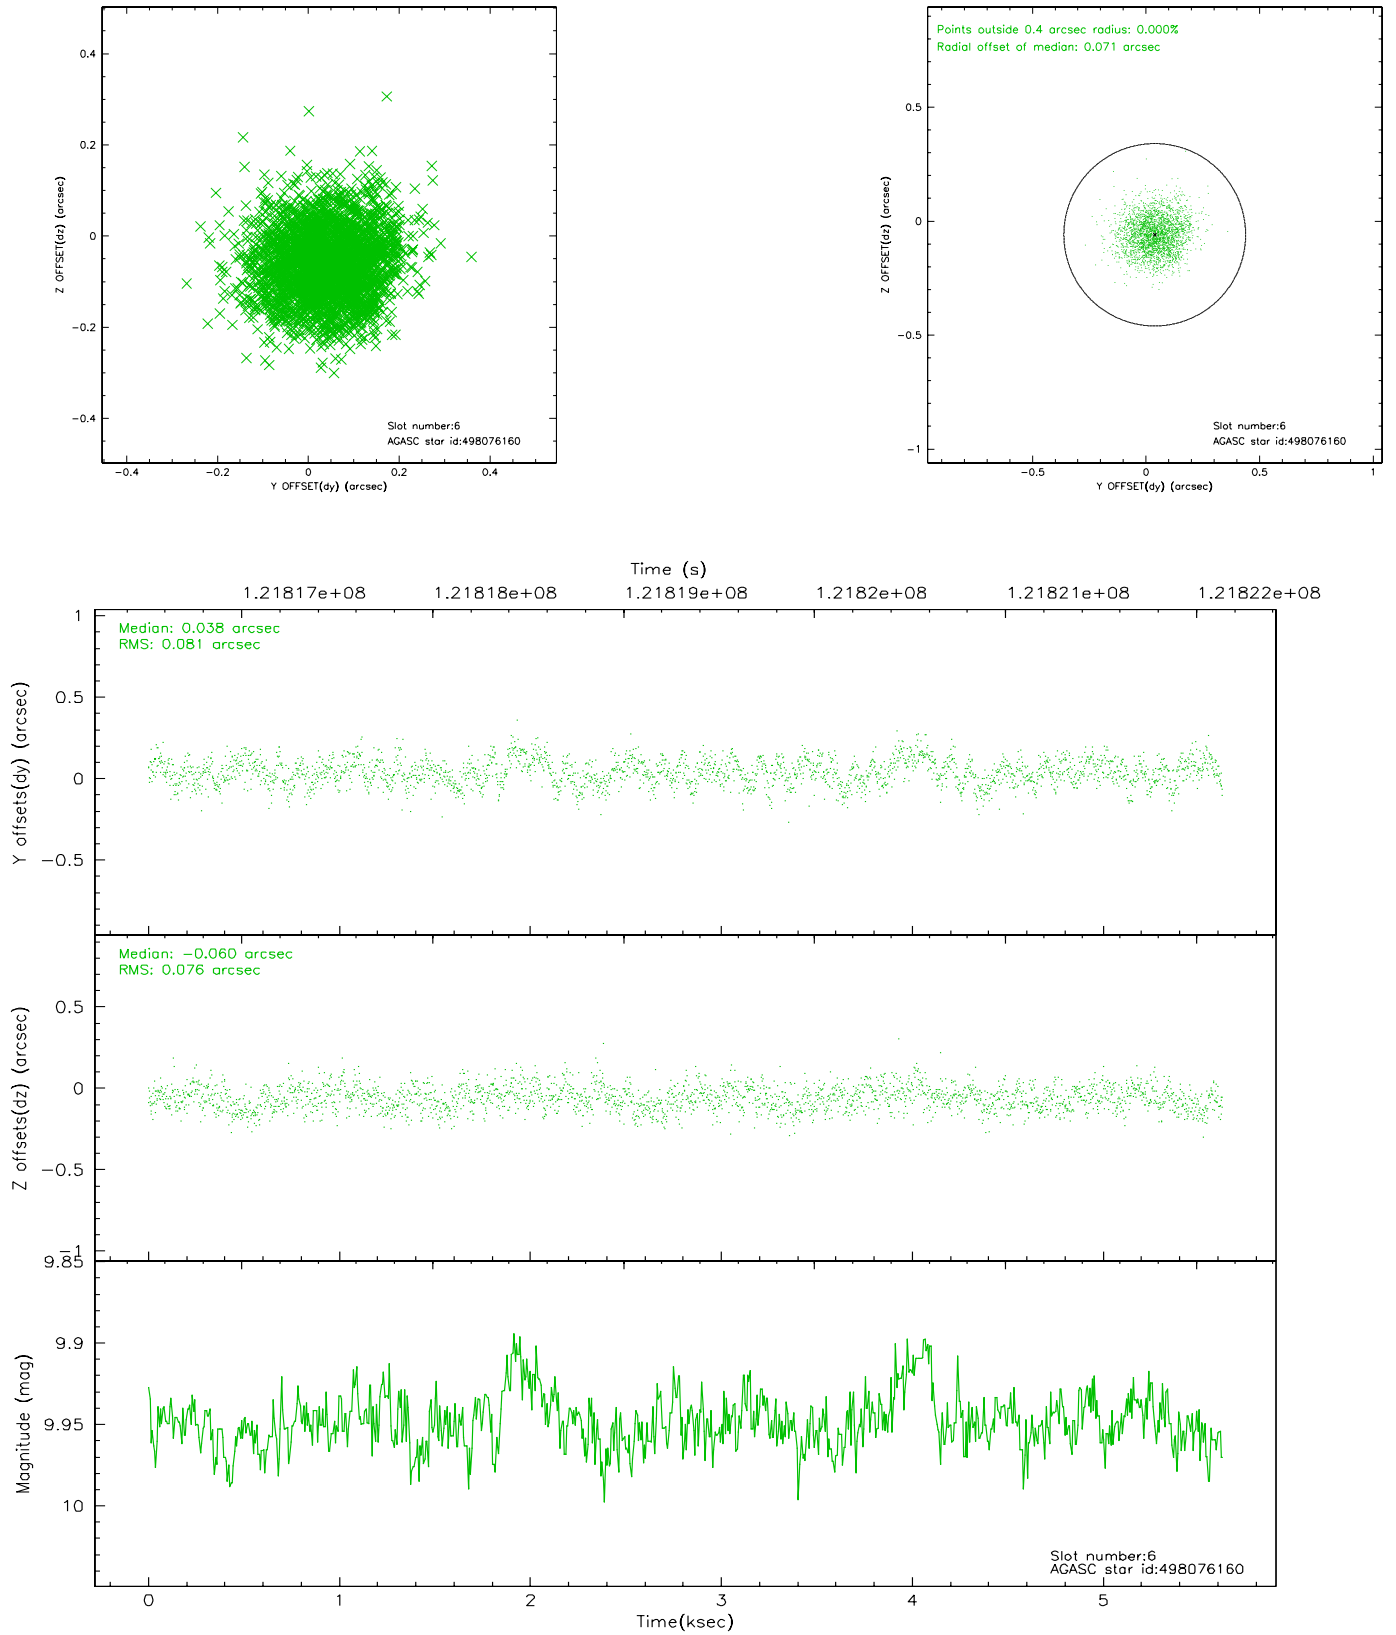 0.4
0.2
0
−0.2
−0.4
Z OFFSET(dz) (arcsec)
Slot number:6
AGASC star id:498076160
−0.4
−0.2
0
0.2
0.4
Y OFFSET(dy) (arcsec)
Points outside 0.4 arcsec radius: 0.000%
Radial offset of median: 0.071 arcsec
0.5
0
−0.5
−1
Z OFFSET(dz) (arcsec)
Slot number:6
AGASC star id:498076160
−0.5
0
0.5
1
Y OFFSET(dy) (arcsec)
Time (s)
1.21817e+08
1.21818e+08
1.21819e+08
1.2182e+08
1.21821e+08
1.21822e+08
Median: 0.038 arcsec
RMS: 0.081 arcsec
1
0.5
0
−0.5
Y offsets(dy) (arcsec)
Median: −0.060 arcsec
RMS: 0.076 arcsec
0.5
0
−0.5
−1
Z offsets(dz) (arcsec)
9.85
9.9
9.95
10
Magnitude (mag)
Slot number:6
AGASC star id:498076160
0
1
2
3
4
5
Time(ksec)